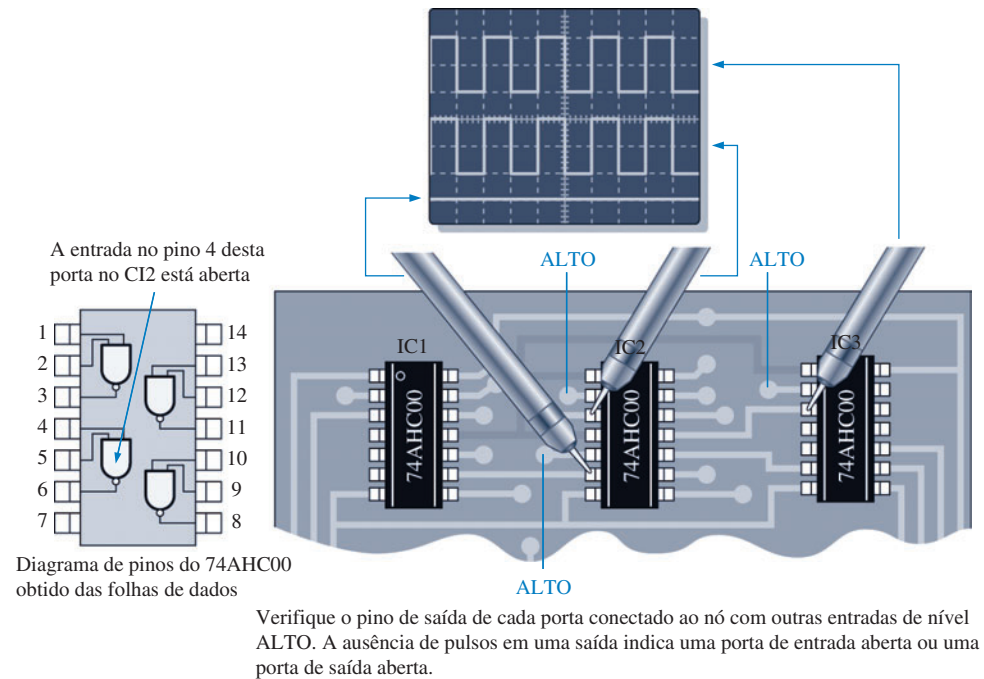 A entrada no pino 4 desta
porta no CI2 está aberta
ALTO
ALTO
1
14
2
13
3
12
4
11
5
10
6
9
7
8
IC1
IC2
IC3
74AHC00
74AHC00
74AHC00
ALTO
Diagrama de pinos do 74AHC00
obtido das folhas de dados
ALTO
Verifique o pino de saída de cada porta conectado ao nó com outras entradas de nível
ALTO. A ausência de pulsos em uma saída indica uma porta de entrada aberta ou uma
porta de saída aberta.